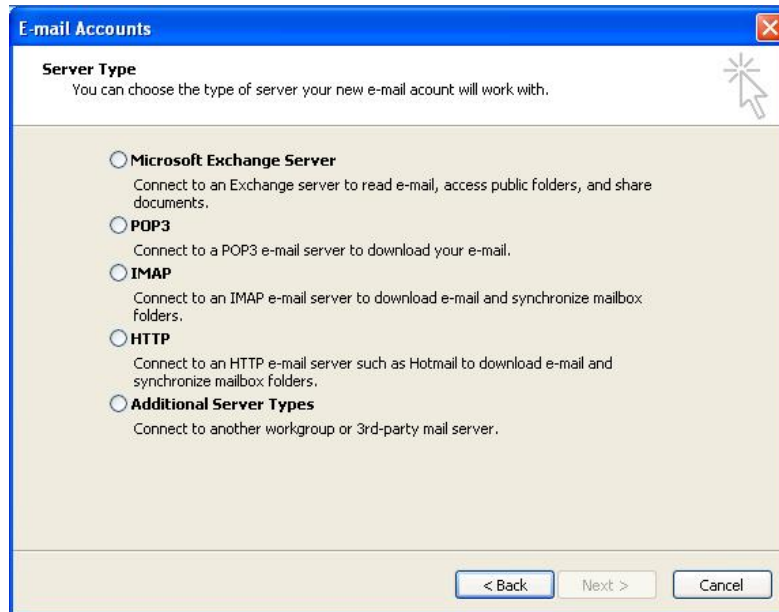 E-mail Accounts
Server Type
You can choose the type of server your new e-mail acount will work with.
Microsoft Exchange Server
Connect to an Exchange server to read e-mail, access public folders, and share
documents.
POP3
Connect to a POP3 e-mail server to download your e-mail.
IMAP
Connect to an IMAP e-mail server to download e-mail and synchronize mailbox
folders.
HTTP
Connect to an HTTP e-mail server such as Hotmail to download e-mail and
synchronize mailbox folders.
Additional Server Types
Connect to another workgroup or 3rd-party mail server.
< Back Next > Cancel